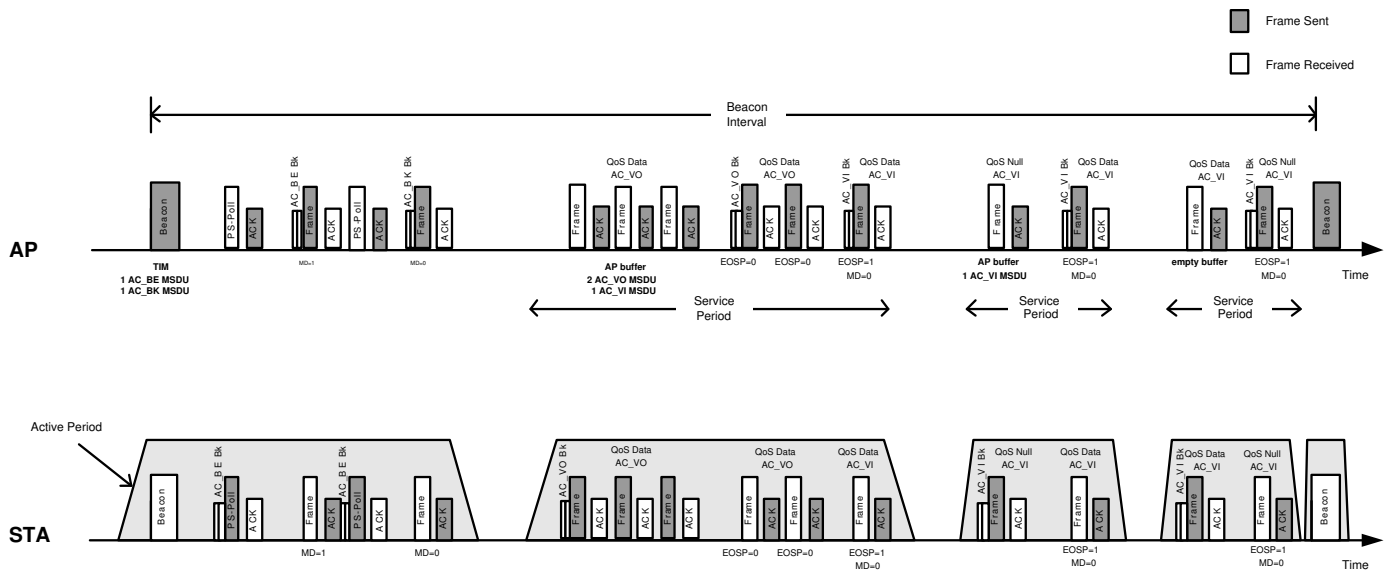 Frame Sent
Frame Received
Beacon
Interval
QoS Data
AC_VO
QoS Data
AC_VO
QoS Data
AC_VI
QoS Null
AC_VI
QoS Data
AC_VI
QoS Data
AC_VI
QoS Null
AC_VI
AC_BE Bk
AC_BK Bk
AC_VO Bk
AC_VI Bk
AC_VI Bk
AC_VI Bk
AP
Beacon
PS-Poll
ACK
Frame
ACK
PS-Poll
ACK
Frame
ACK
Frame
ACK
Frame
ACK
Frame
ACK
Frame
ACK
Frame
ACK
Frame
ACK
Frame
ACK
Frame
ACK
Frame
ACK
Frame
ACK
Beacon
TIM
1 AC_BE MSDU
1 AC_BK MSDU
MD=1
MD=0
AP buffer
2 AC_VO MSDU
1 AC_VI MSDU
EOSP=0
EOSP=0
EOSP=1
MD=0
AP buffer
1 AC_VI MSDU
EOSP=1
MD=0
empty buffer
EOSP=1
MD=0
Time
Service
Period
Service
Period
Service
Period
Active Period
AC_BE Bk
AC_BE Bk
AC_VO Bk
QoS Data
AC_VO
QoS Data
AC_VO
QoS Data
AC_VI
AC_VI Bk
QoS Null
AC_VI
QoS Data
AC_VI
AC_VI Bk
QoS Data
AC_VI
QoS Null
AC_VI
STA
Beacon
PS-Poll
ACK
Frame
ACK
PS-Poll
ACK
Frame
ACK
Frame
ACK
Frame
ACK
Frame
ACK
Frame
ACK
Frame
ACK
Frame
ACK
Frame
ACK
Frame
ACK
Frame
ACK
Frame
ACK
Beacon
MD=1
MD=0
EOSP=0
EOSP=0
EOSP=1
MD=0
EOSP=1
MD=0
EOSP=1
MD=0
Time